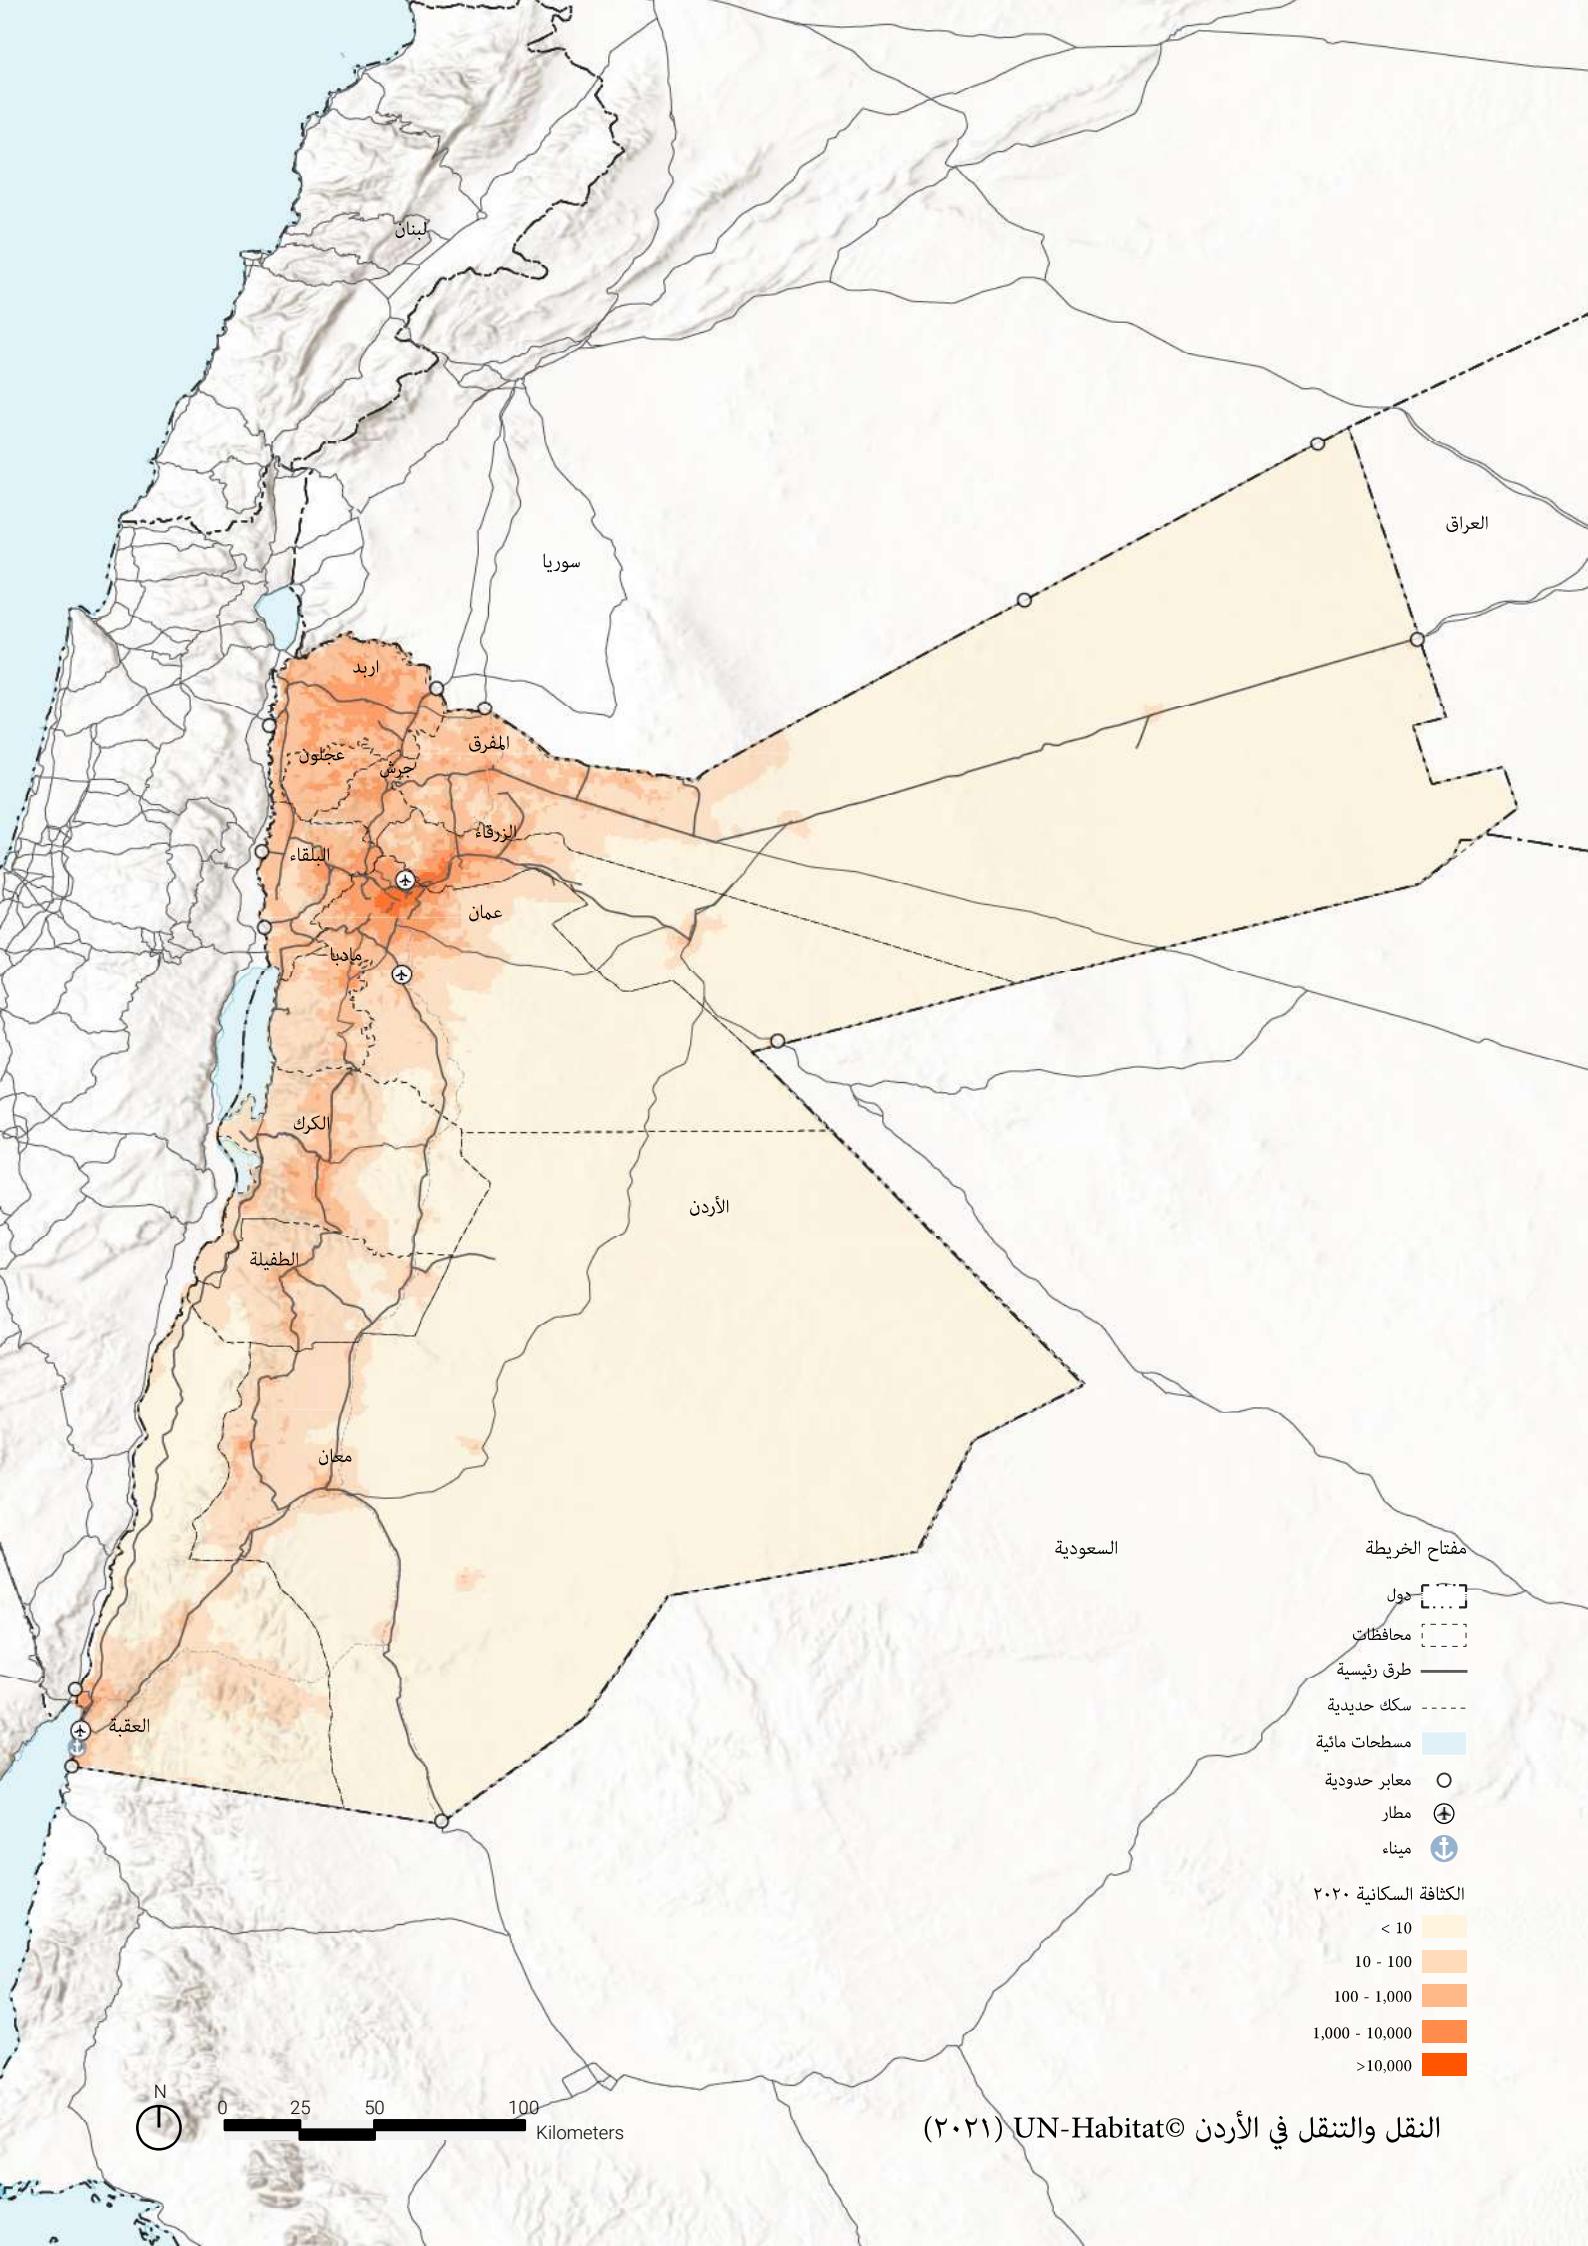 لبنان
العراق
سوريا
اربد
المفرق
عجلون
جرش
الزرقاء
البلقاء
عمان
مادبا
الكرك
الأردن
الطفيلة
معان
السعودية
العقبة
مفتاح الخريطة
دول
محافظات
طرق رئيسية
سكك حديدية
مسطحات مائية
معابر حدودية
مطار
ميناء
الكثافة السكانية ٢٠٢٠
< 10
10 - 100
100 - 1,000
1,000 - 10,000
>10,000
N
0 25 50 100
Kilometers
النقل والتنقل في الأردن ©UN-Habitat (٢٠٢١)